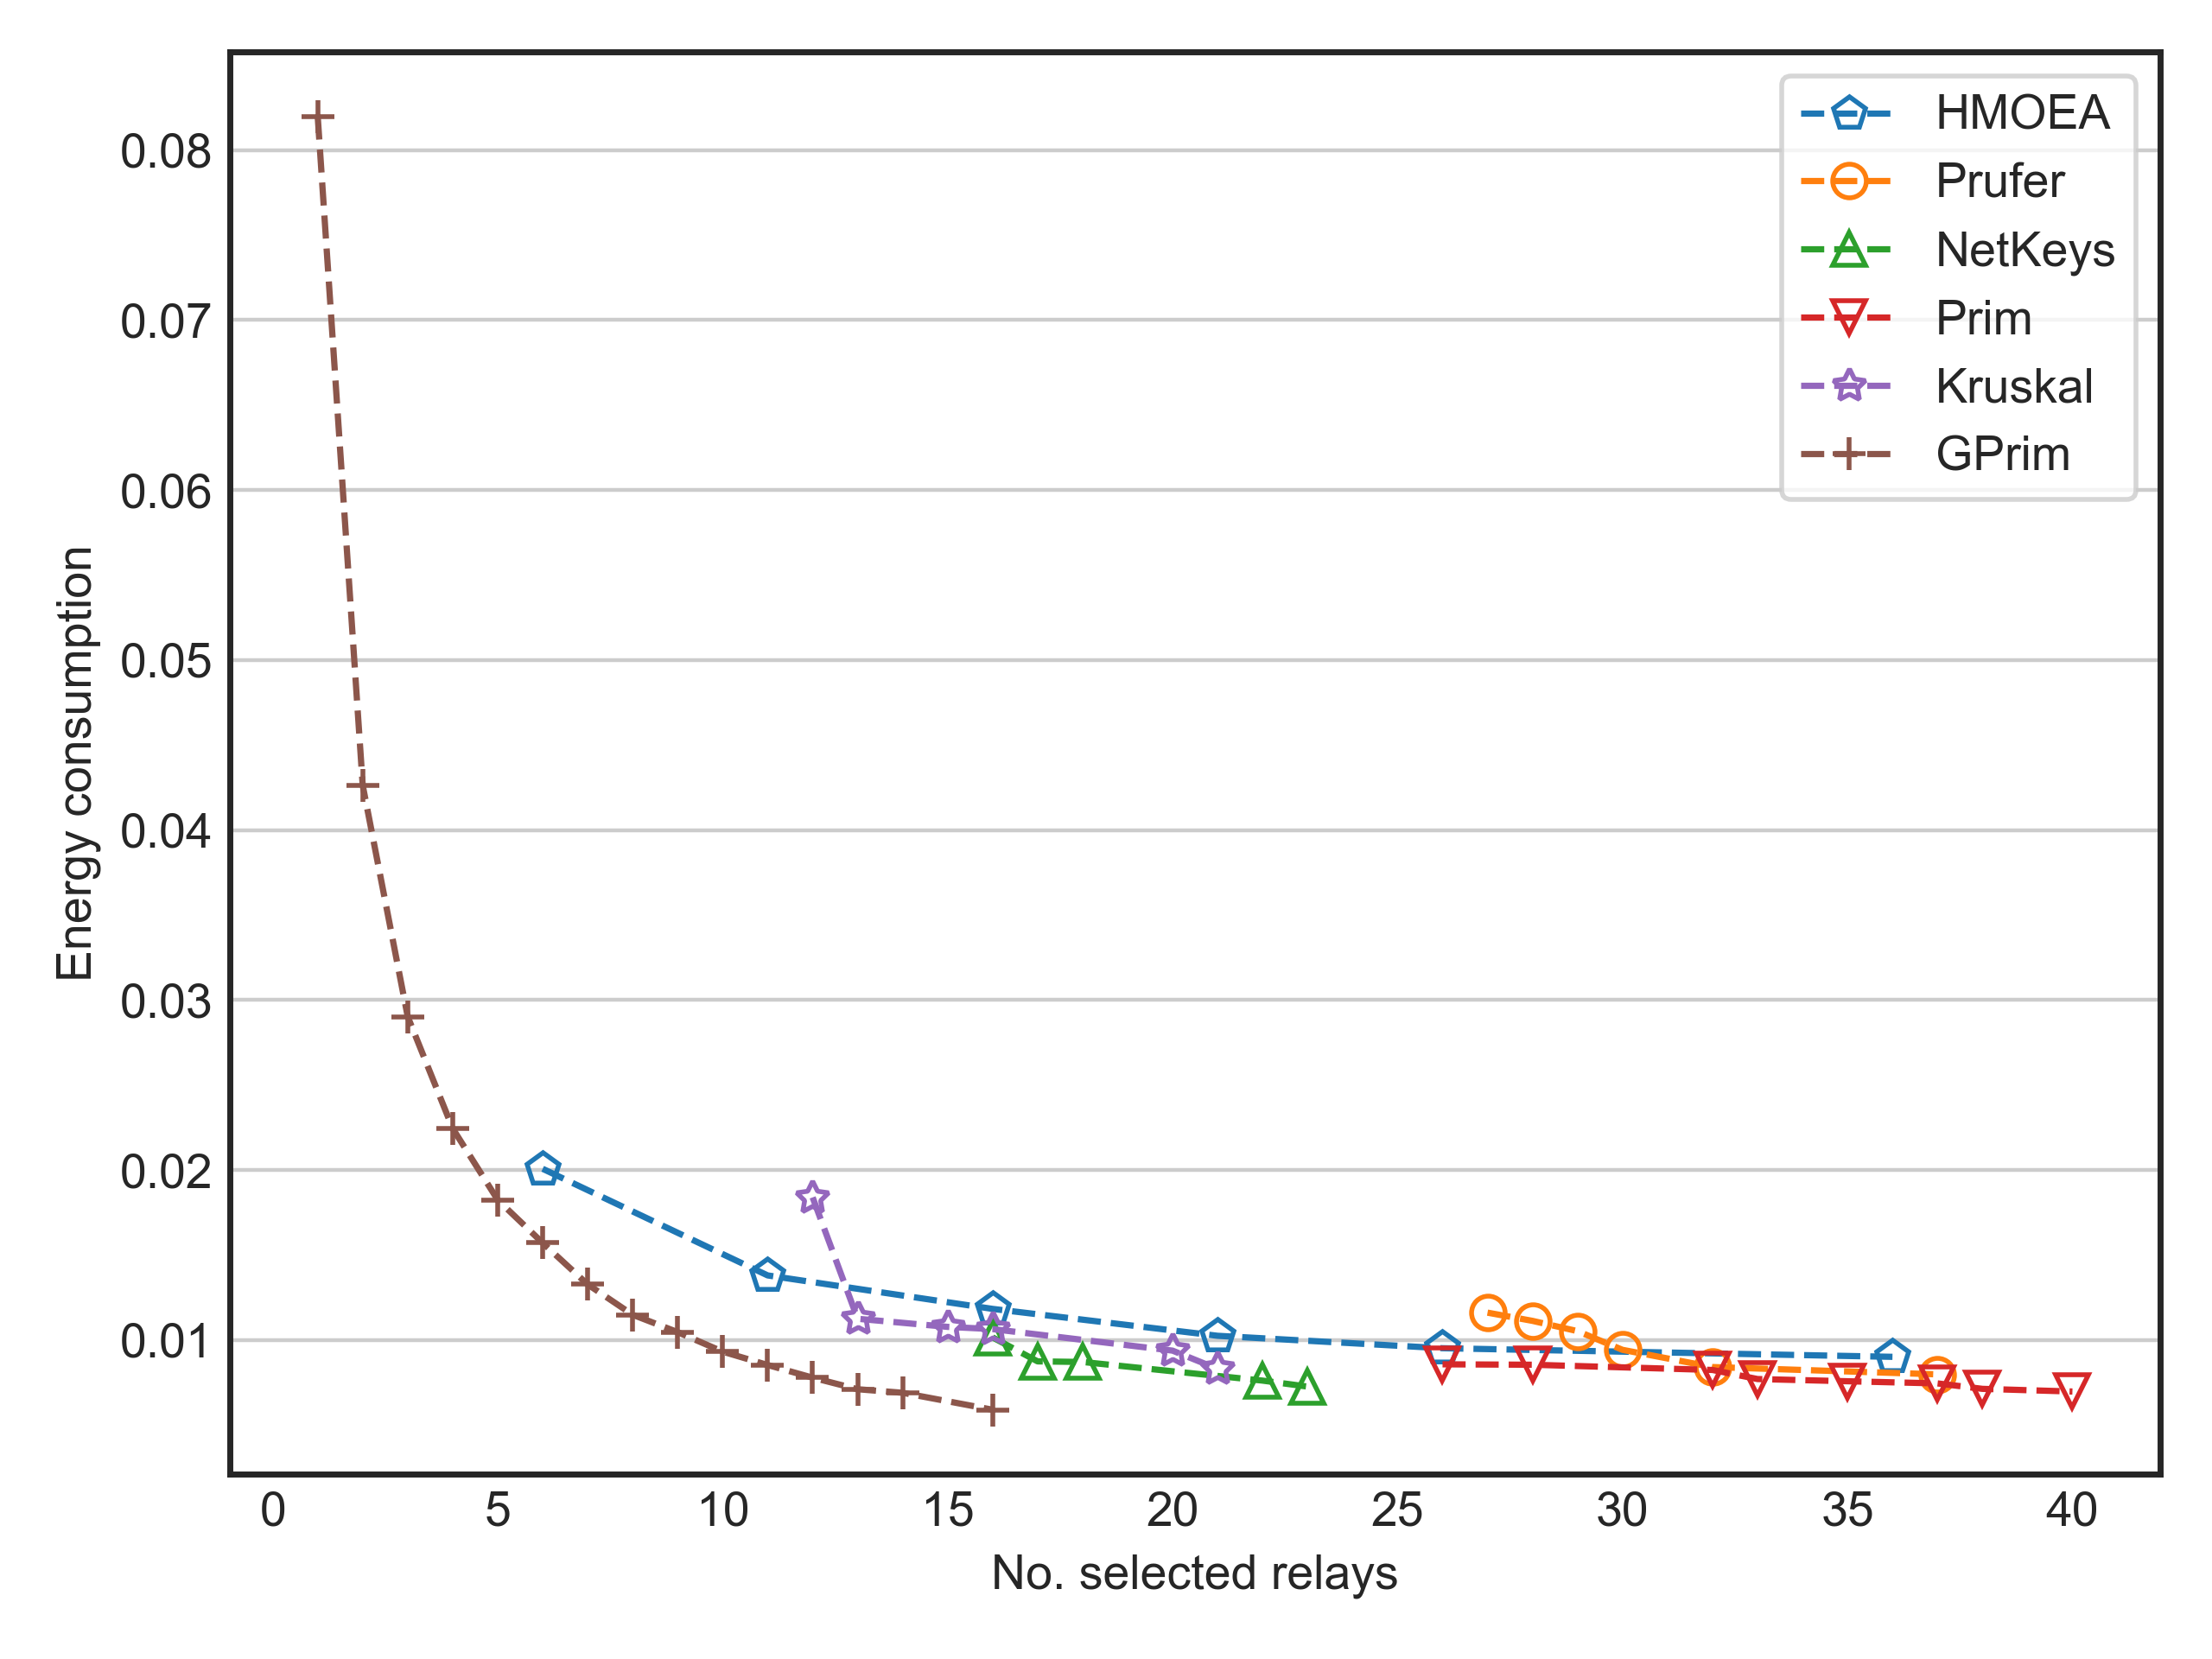 HMOEA
Prufer
NetKeys
Prim
Kruskal
GPrim
Energy consumption
0.08
0.07
0.06
0.05
0.04
0.03
0.02
0.01
0 5 10 15 20 25 30 35 40
No. selected relays